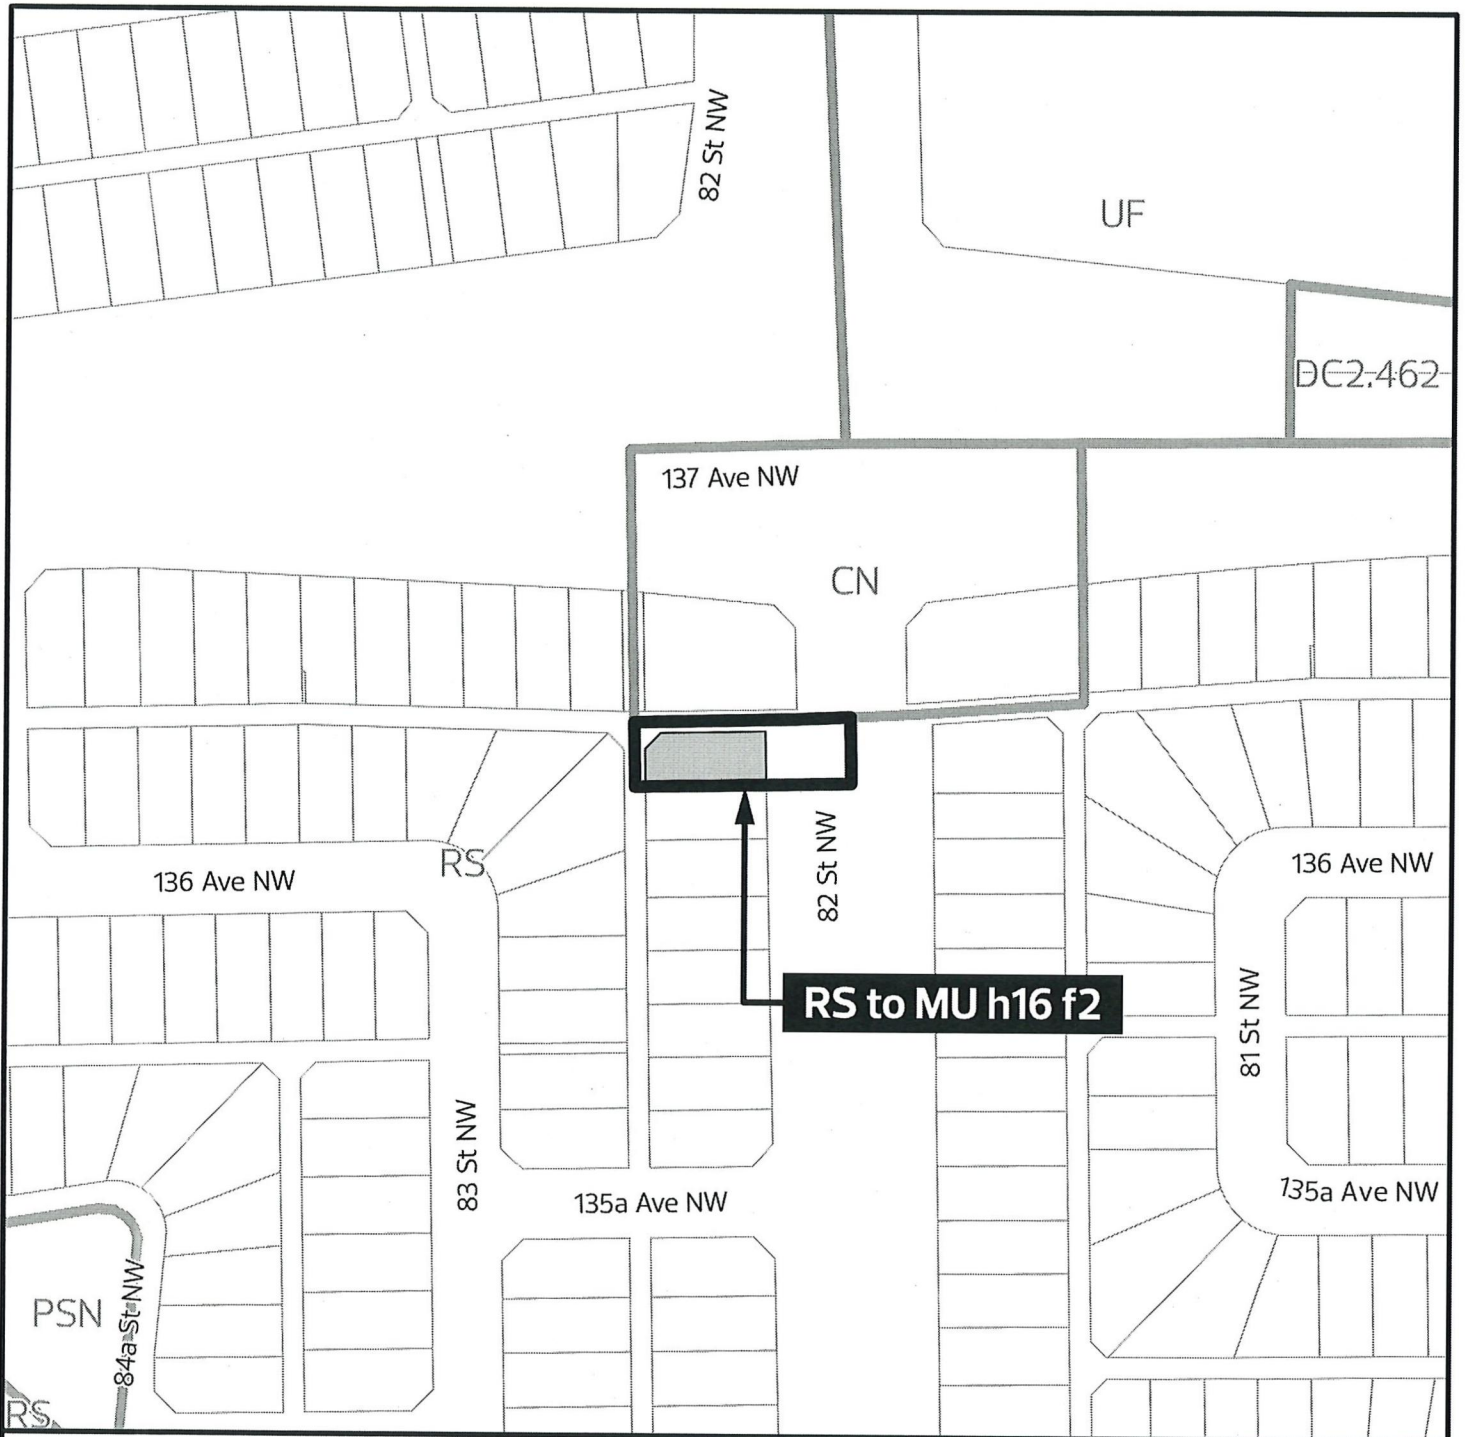 82 St NW
UF
DC2.462
137 Ave NW
CN
RS
136 Ave NW
136 Ave NW
82 St NW
RS to MU h16 f2
81 St NW
83 St NW
135a Ave NW
135a Ave NW
PSN
84a St NW
RS